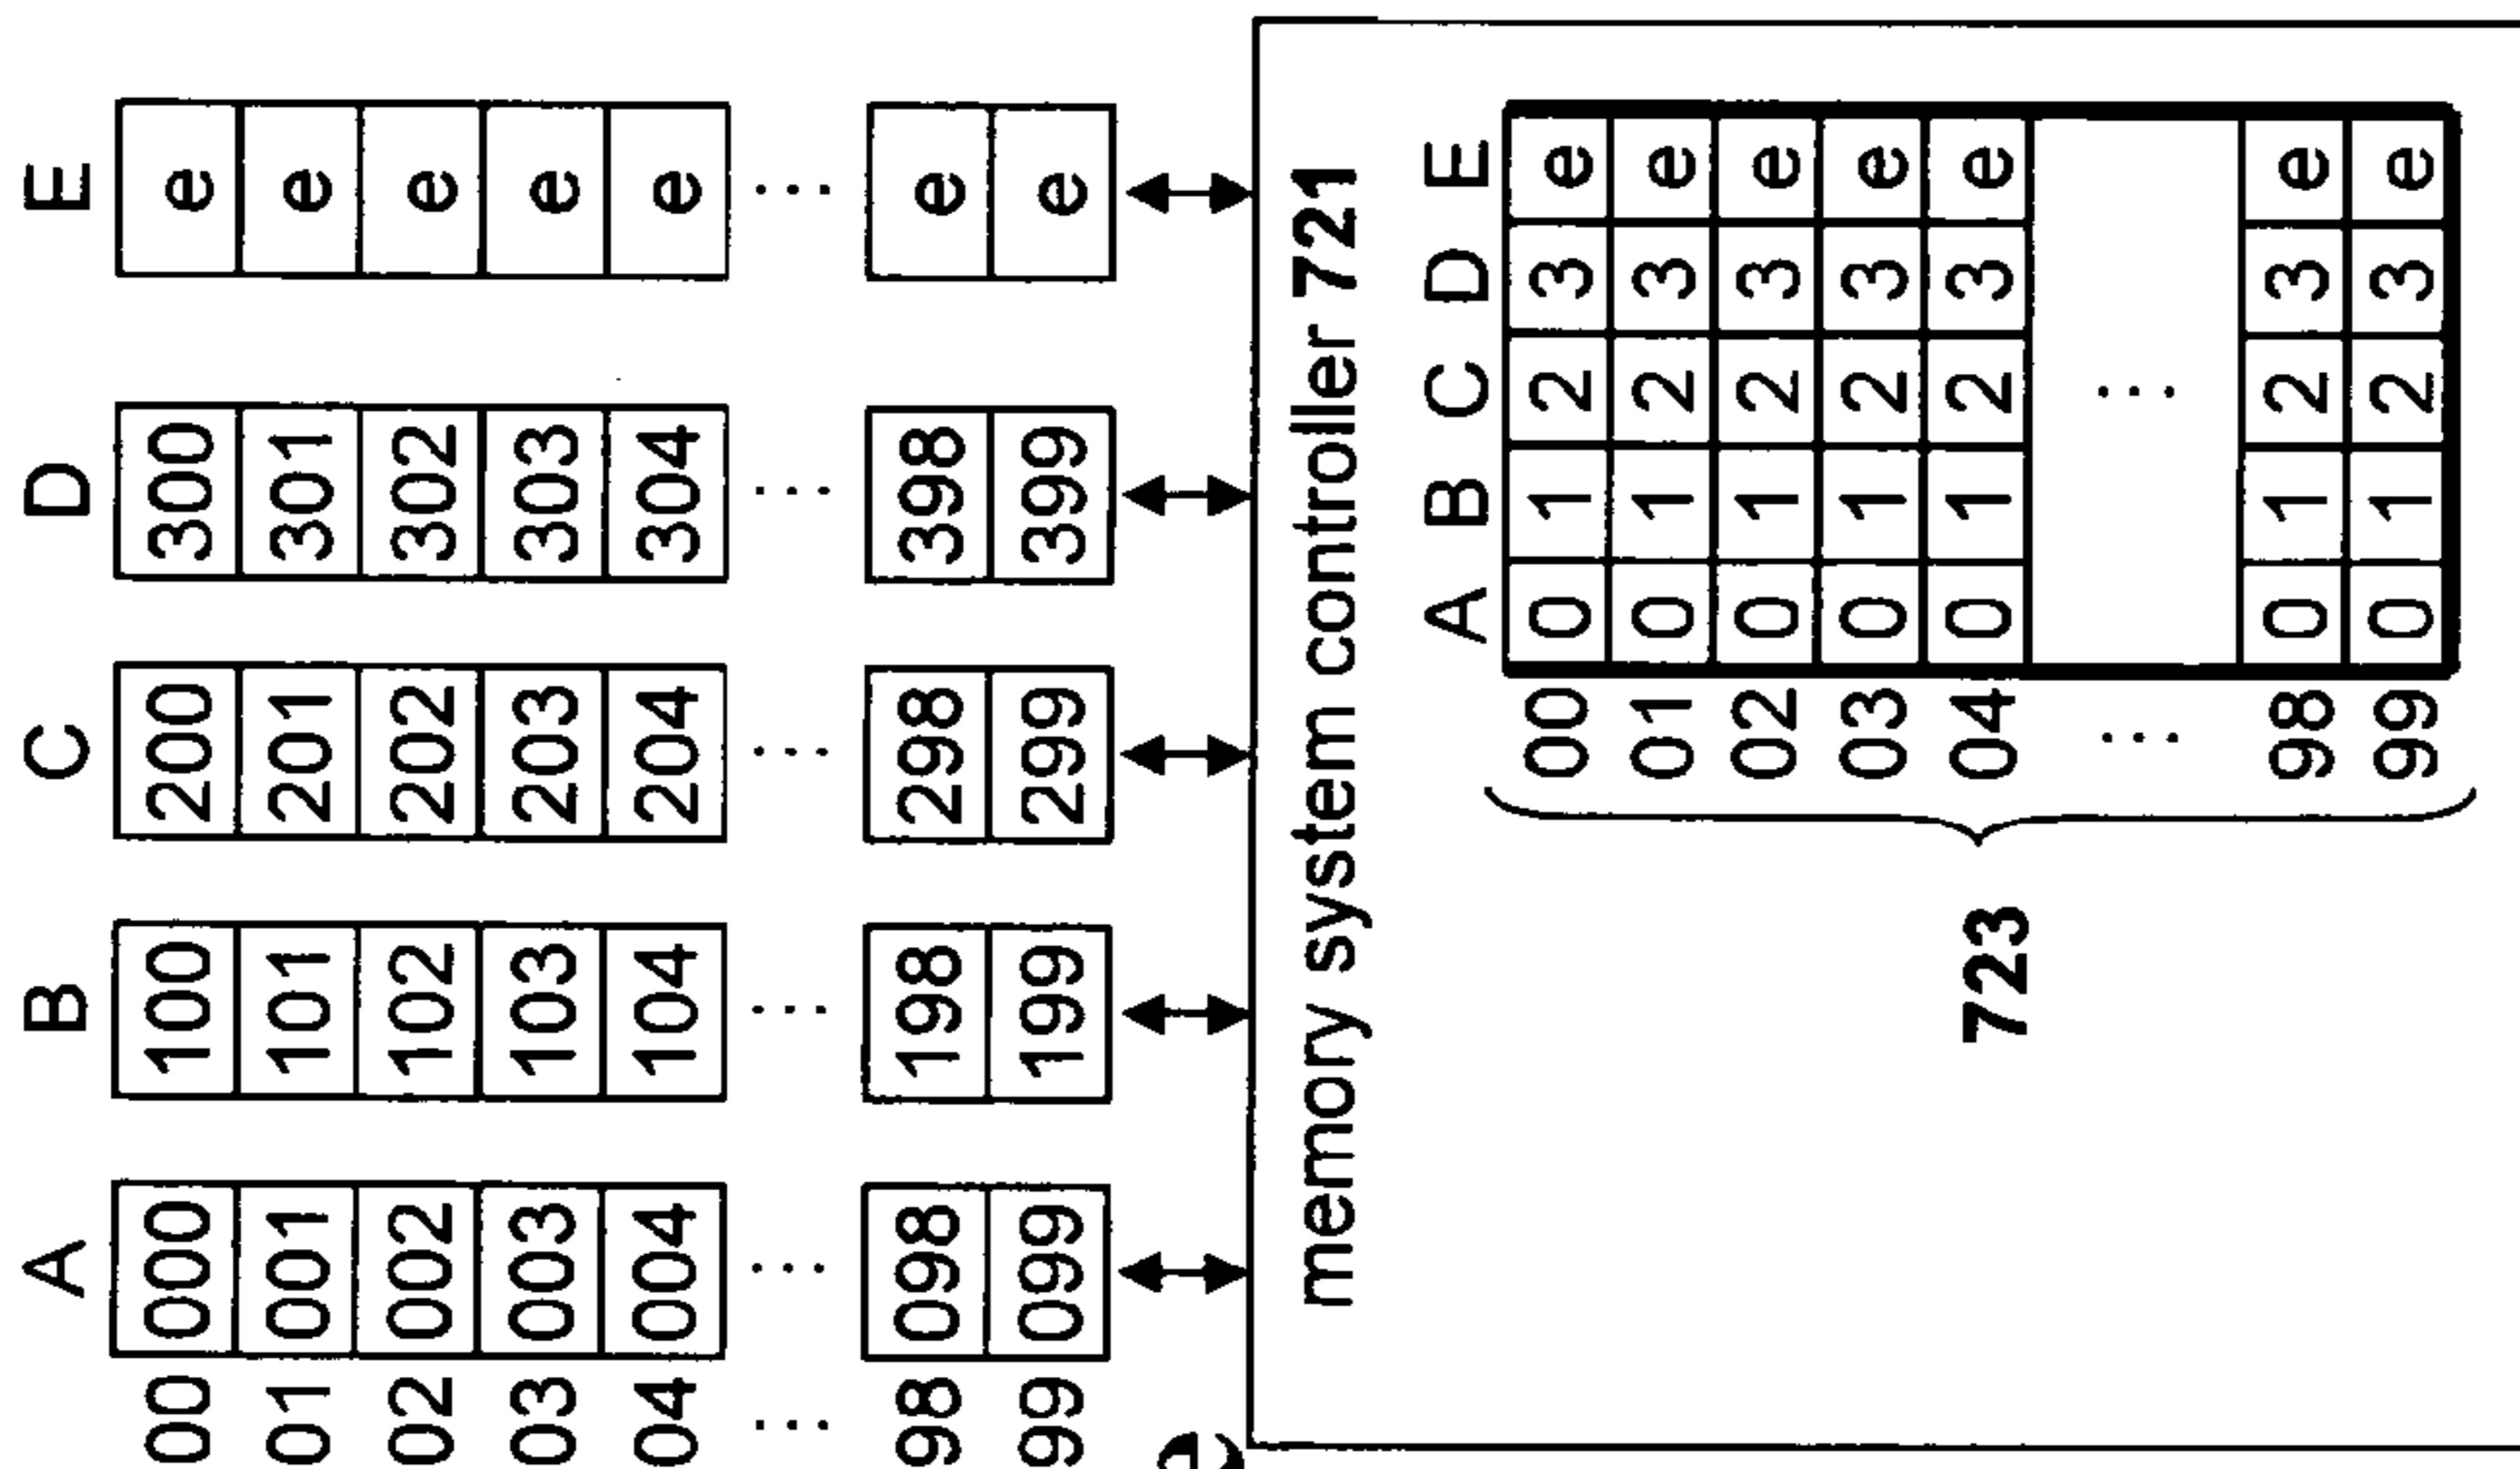 A B C D E
00 000 100 200 300 e
01 001 101 201 301 e
02 002 102 202 302 e
03 003 103 203 303 e
04 004 104 204 304 e
... ... ... ... ... ...
98 098 198 298 398 e
99 099 199 299 399 e
memory system controller 721
A B C D E
00 0 1 2 3 e
01 0 1 2 3 e
02 0 1 2 3 e
03 0 1 2 3 e
04 0 1 2 3 e
... ...
98 0 1 2 3 e
99 0 1 2 3 e
723